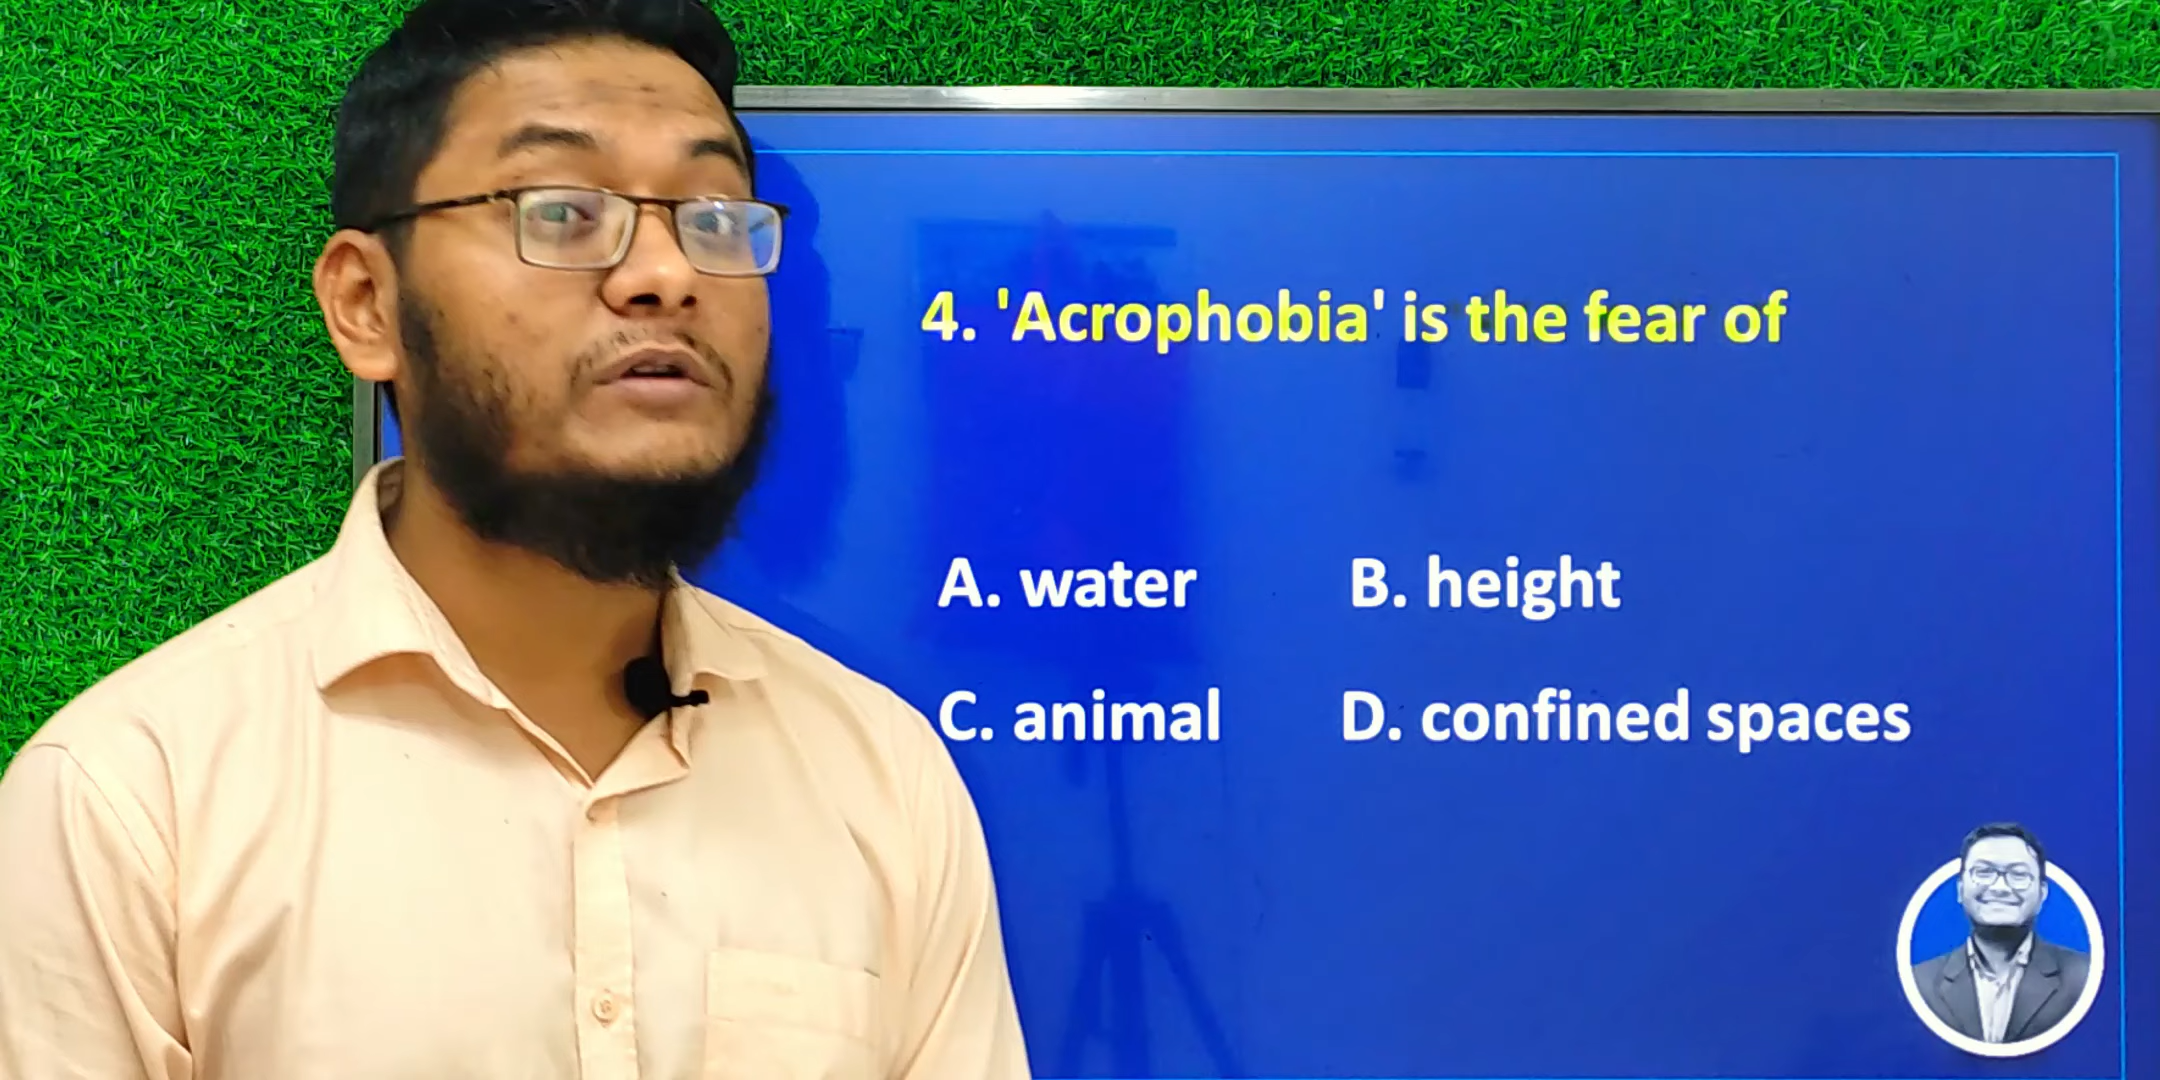 4. 'Acrophobia' is the fear of
A. water B. height
C. animal D. confined spaces